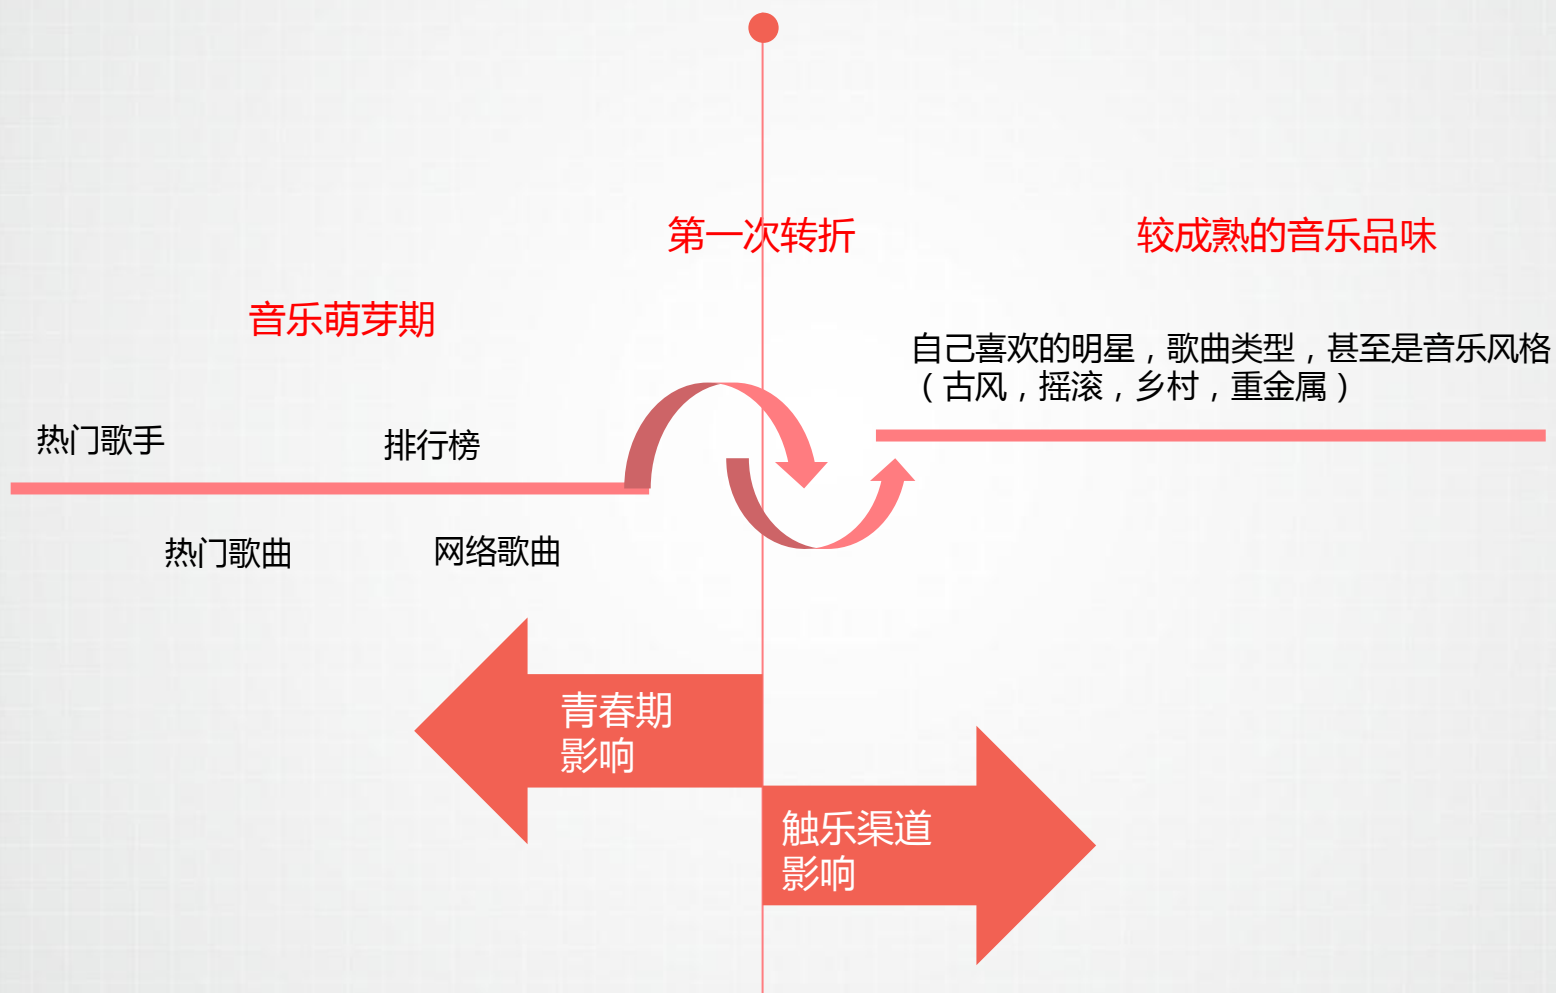 第一次转折
较成熟的音乐品味
音乐萌芽期
自己喜欢的明星，歌曲类型，甚至是音乐风格
（古风，摇滚，乡村，重金属）
热门歌手
排行榜
热门歌曲
网络歌曲
青春期
影响
触乐渠道
影响